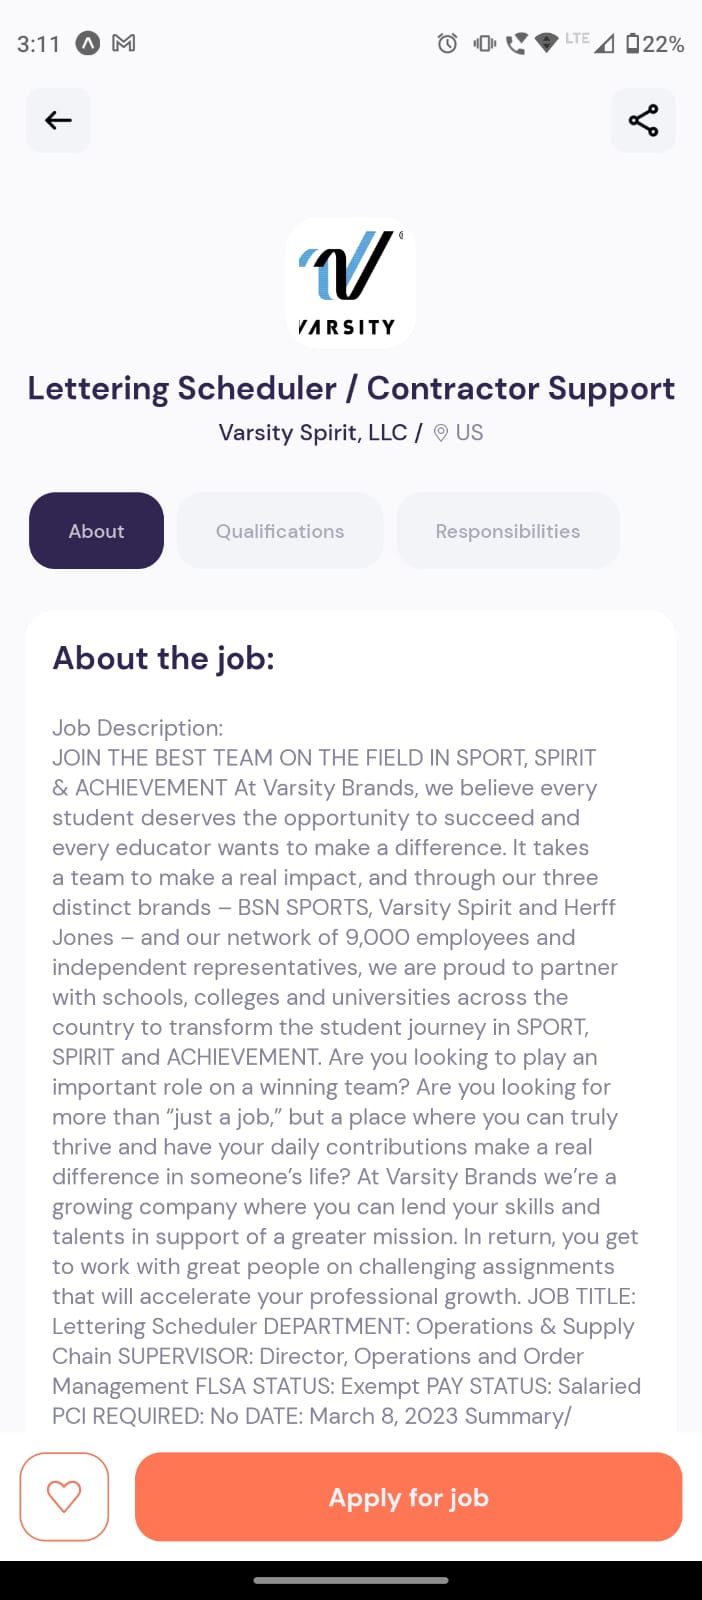 3:11
LTE
22%
VARSITY
Lettering Scheduler / Contractor Support
Varsity Spirit, LLC / US
About
Qualifications
Responsibilities
About the job:
Job Description:
JOIN THE BEST TEAM ON THE FIELD IN SPORT, SPIRIT
& ACHIEVEMENT At Varsity Brands, we believe every
student deserves the opportunity to succeed and
every educator wants to make a difference. It takes
a team to make a real impact, and through our three
distinct brands – BSN SPORTS, Varsity Spirit and Herff
Jones – and our network of 9,000 employees and
independent representatives, we are proud to partner
with schools, colleges and universities across the
country to transform the student journey in SPORT,
SPIRIT and ACHIEVEMENT. Are you looking to play an
important role on a winning team? Are you looking for
more than “just a job,” but a place where you can truly
thrive and have your daily contributions make a real
difference in someone’s life? At Varsity Brands we’re a
growing company where you can lend your skills and
talents in support of a greater mission. In return, you get
to work with great people on challenging assignments
that will accelerate your professional growth. JOB TITLE:
Lettering Scheduler DEPARTMENT: Operations & Supply
Chain SUPERVISOR: Director, Operations and Order
Management FLSA STATUS: Exempt PAY STATUS: Salaried
PCI REQUIRED: No DATE: March 8, 2023 Summary/
Apply for job